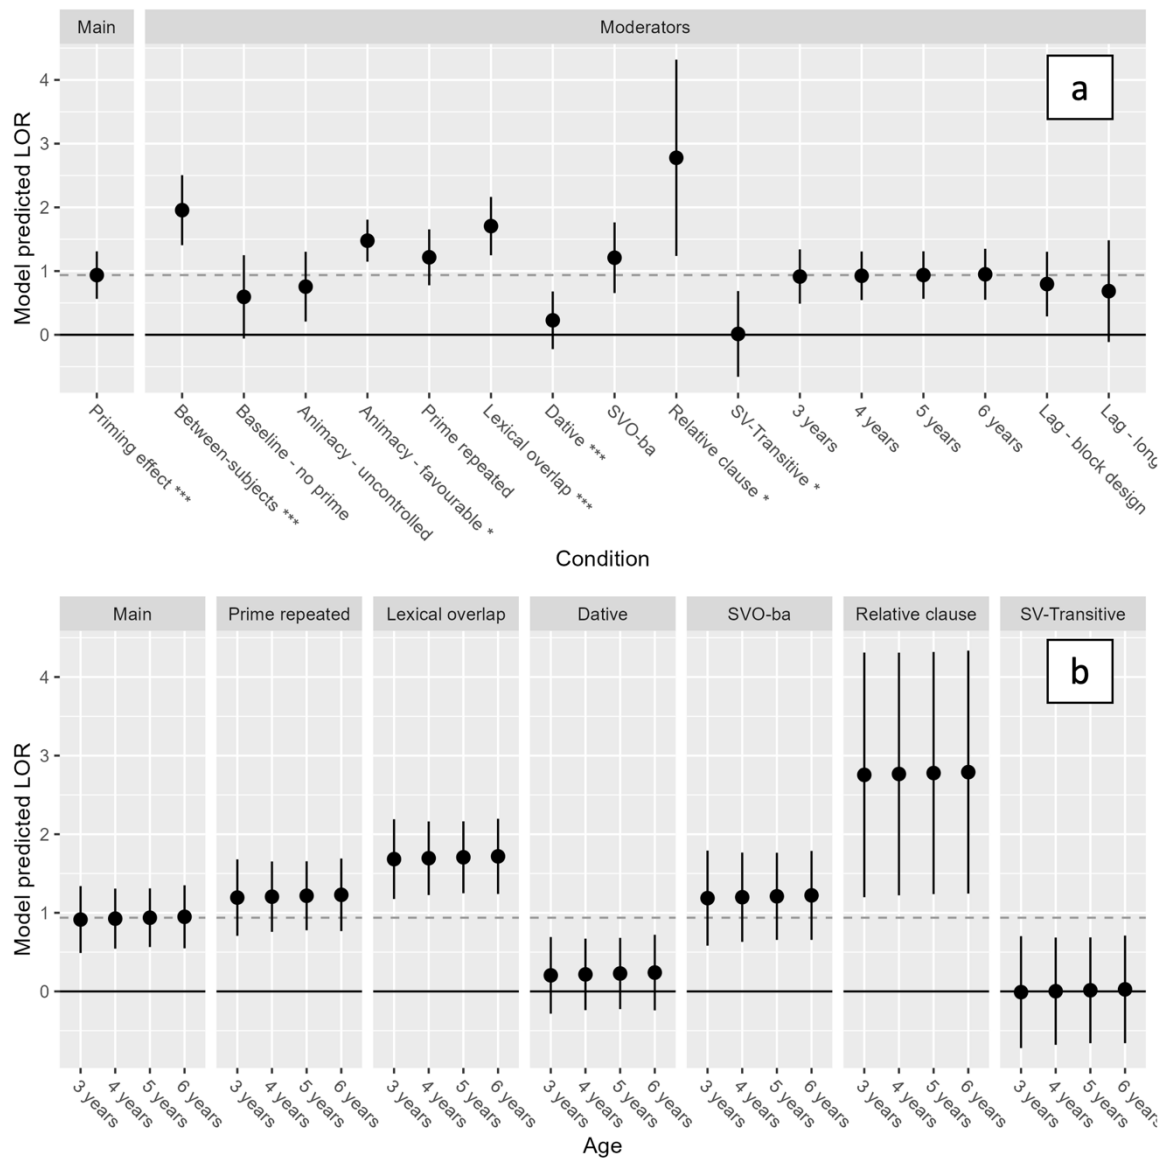 Main
Moderators
a
Model predicted LOR
4
3
2
1
0
Priming effect ***
Between-subjects ***
Baseline - no prime
Animacy - uncontrolled
Animacy - favourable *
Prime repeated
Lexical overlap ***
Dative ***
SVO-ba
Relative clause *
SV-Transitive *
3 years
4 years
5 years
6 years
Lag - block design
Lag - long
Condition
Main
Prime repeated
Lexical overlap
Dative
SVO-ba
Relative clause
SV-Transitive
b
Model predicted LOR
4
3
2
1
0
3 years
4 years
5 years
6 years
3 years
4 years
5 years
6 years
3 years
4 years
5 years
6 years
3 years
4 years
5 years
6 years
3 years
4 years
5 years
6 years
3 years
4 years
5 years
6 years
3 years
4 years
5 years
6 years
Age